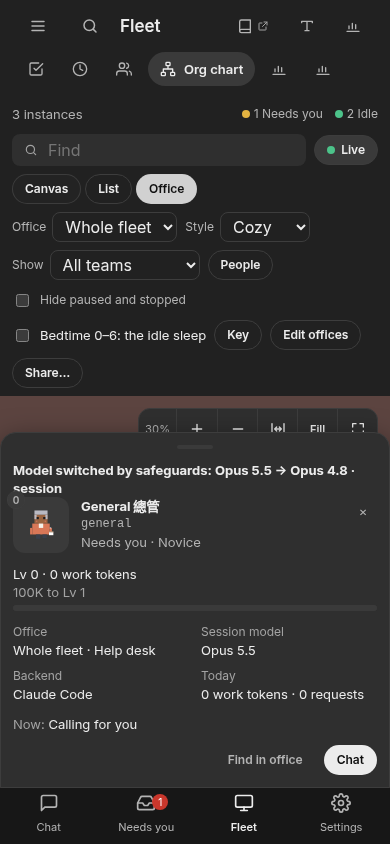 Fleet
Org chart
3 instances
1 Needs you
2 Idle
Find
Live
Canvas
List
Office
Office
Whole fleet
Style
Cozy
Show
All teams
People
Hide paused and stopped
Bedtime 0–6: the idle sleep
Key
Edit offices
Share...
30%
Fill
Model switched by safeguards: Opus 5.5 → Opus 4.8 ·
session
0
General 總管
general
Needs you · Novice
×
Lv 0 · 0 work tokens
100K to Lv 1
Office
Session model
Whole fleet · Help desk
Opus 5.5
Backend
Today
Claude Code
0 work tokens · 0 requests
Now: Calling for you
Find in office
Chat
1
Chat
Needs you
Fleet
Settings